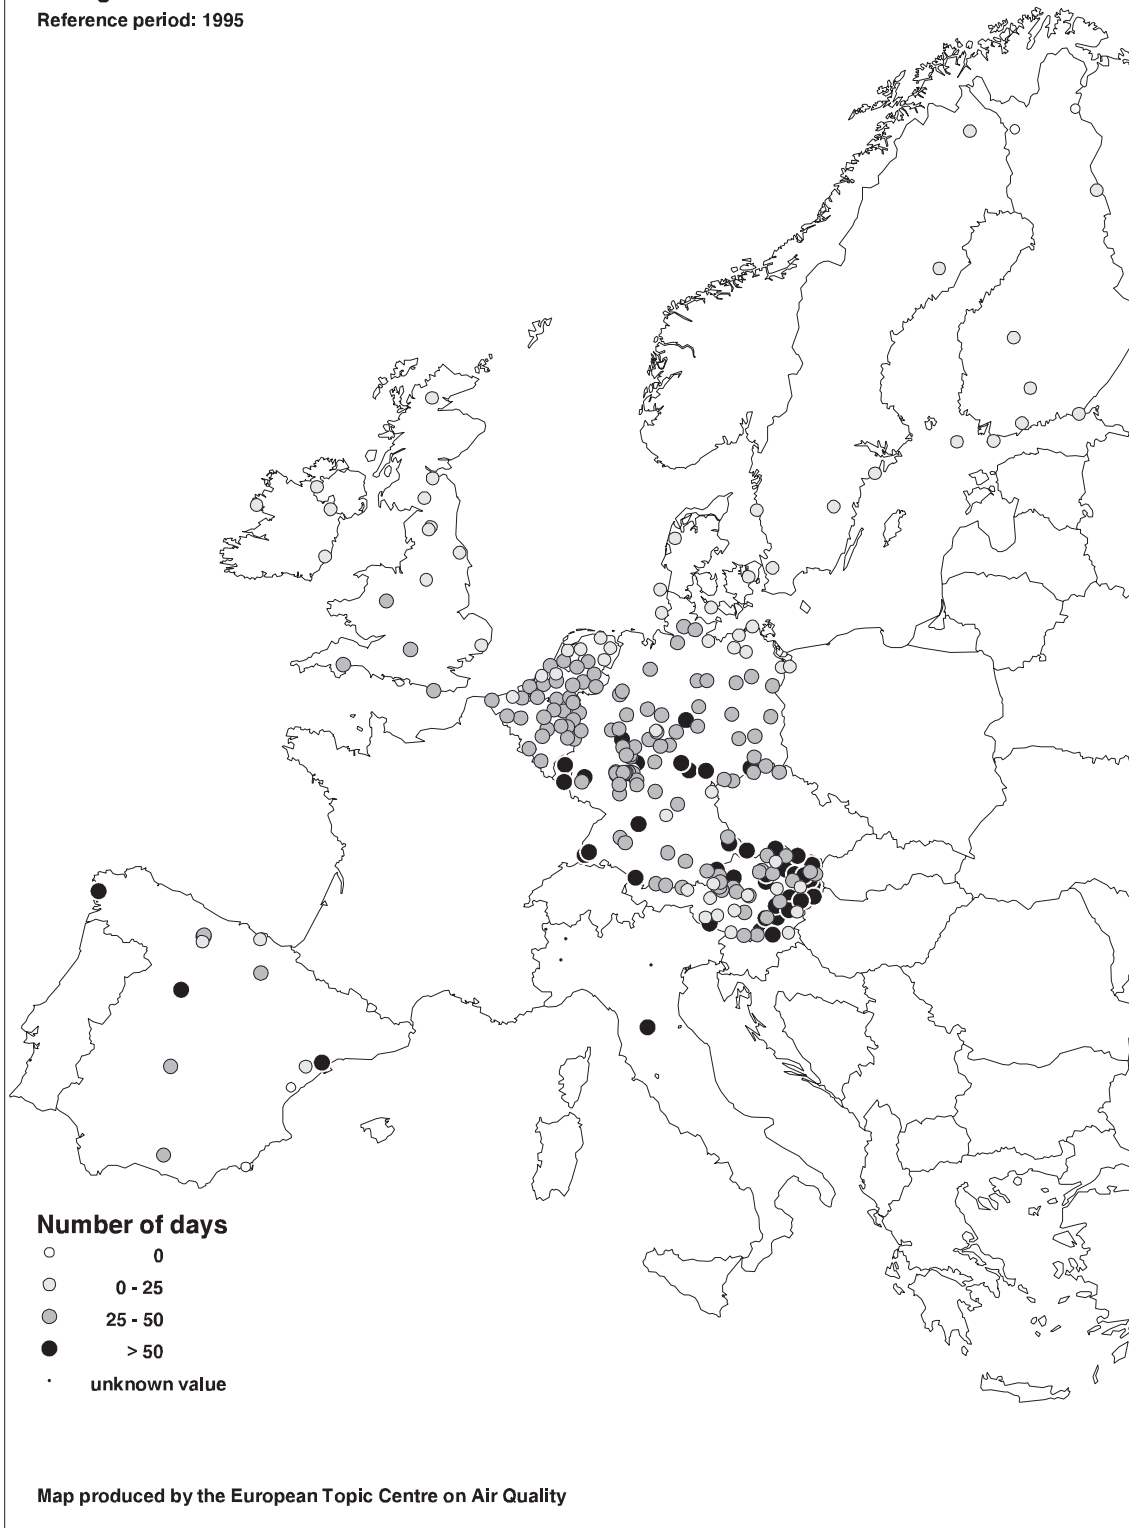 Reference period: 1995
Number of days
0
0 - 25
25 - 50
> 50
unknown value
Map produced by the European Topic Centre on Air Quality